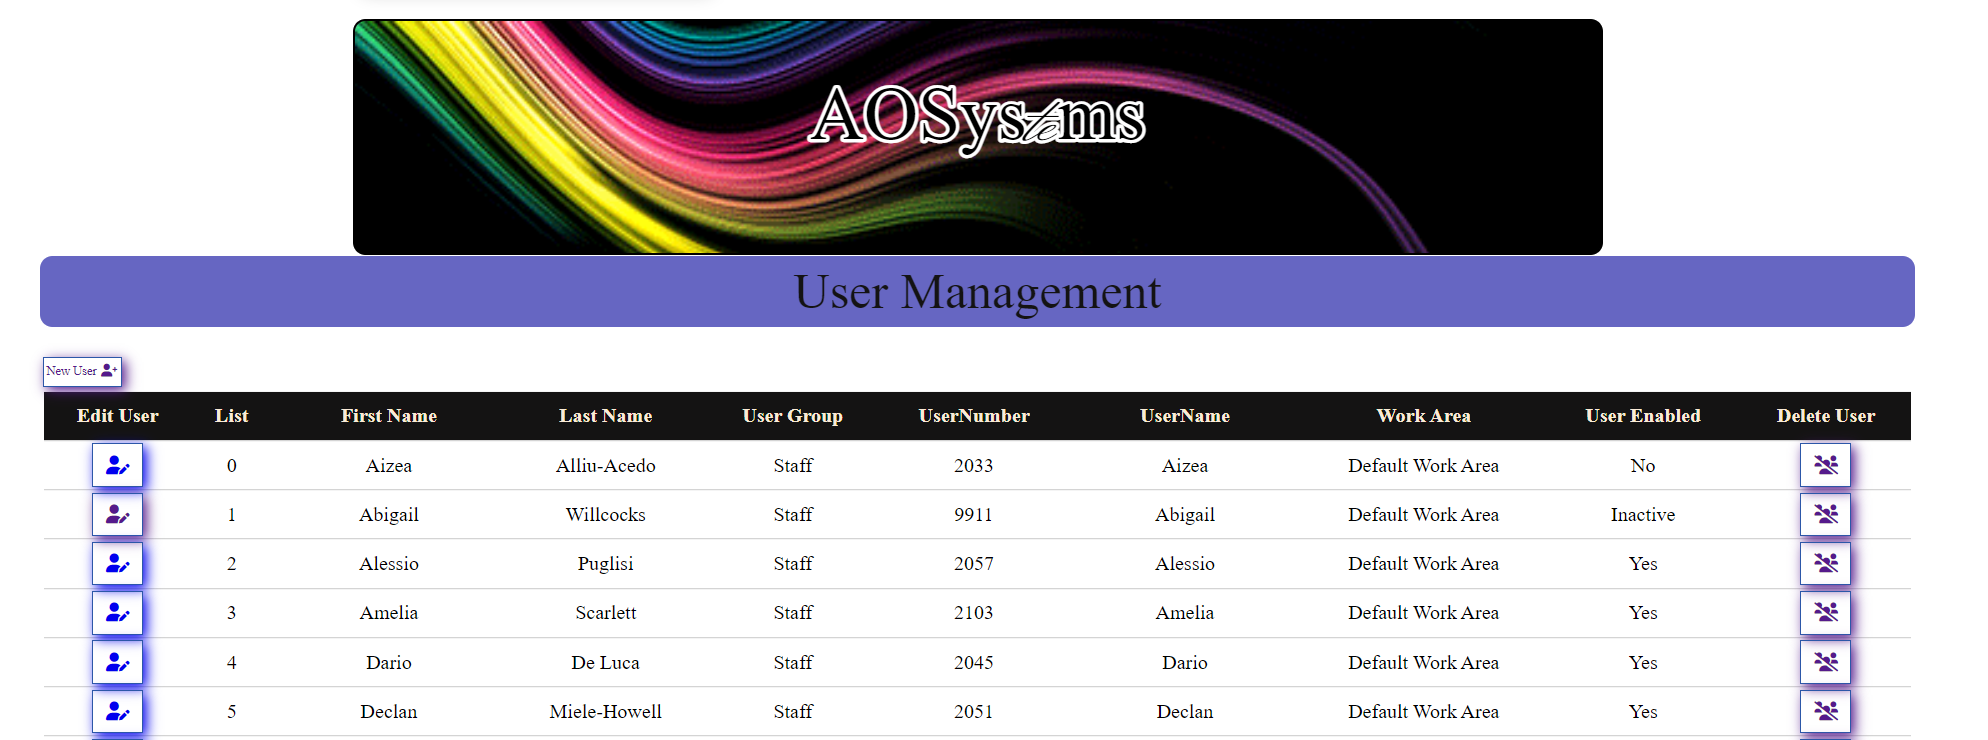 AOSystems
User Management
New User
Edit User List First Name Last Name User Group UserNumber UserName Work Area User Enabled Delete User
0 Aizea Alliu-Acedo Staff 2033 Aizea Default Work Area No
1 Abigail Willcocks Staff 9911 Abigail Default Work Area Inactive
2 Alessio Puglisi Staff 2057 Alessio Default Work Area Yes
3 Amelia Scarlett Staff 2103 Amelia Default Work Area Yes
4 Dario De Luca Staff 2045 Dario Default Work Area Yes
5 Declan Miele-Howell Staff 2051 Declan Default Work Area Yes